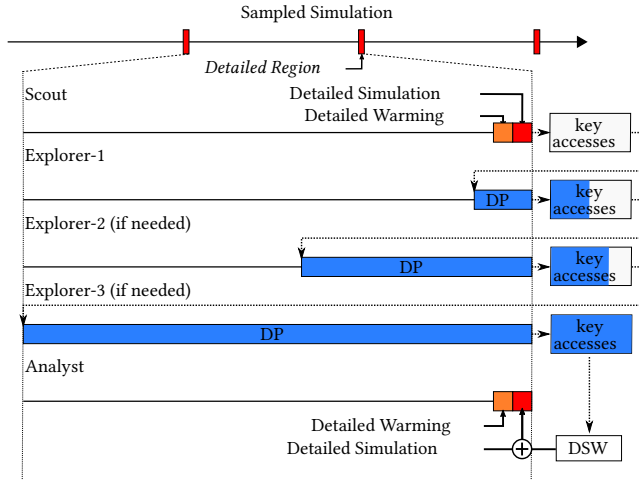 Sampled Simulation
Detailed Region
Scout
Detailed Simulation
Detailed Warming
key
accesses
Explorer-1
DP
key
accesses
Explorer-2 (if needed)
DP
key
accesses
Explorer-3 (if needed)
DP
key
accesses
Analyst
Detailed Warming
Detailed Simulation
+
DSW